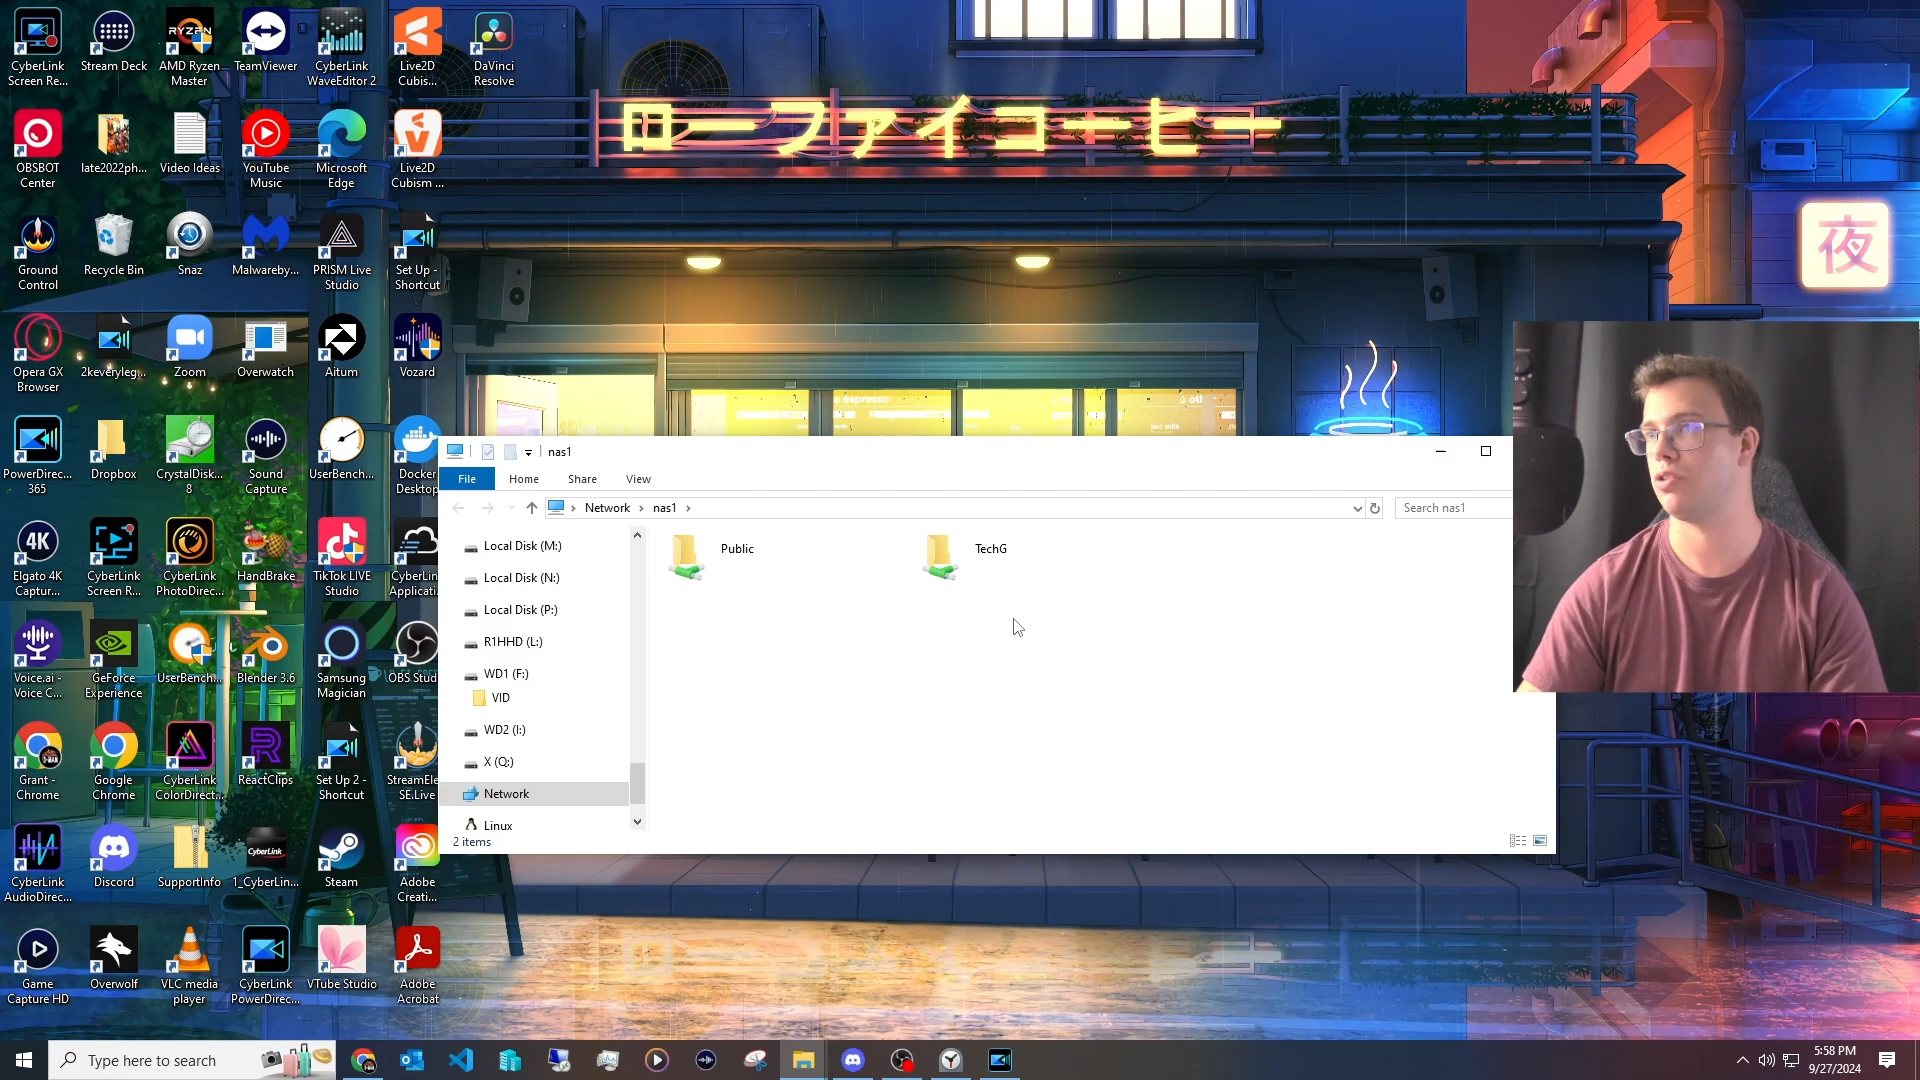 CyberLink
Screen Re...
Stream Deck
RYZEN
AMD Ryzen
Master
TeamViewer
CyberLink
WaveEditor 2
Live2D
Cubis...
DaVinci
Resolve
ローファイコーヒー
OBSBOT
Center
late2022ph...
Video Ideas
YouTube
Music
Microsoft
Edge
Live2D
Cubism ...
夜
Ground
Control
Recycle Bin
Snaz
Malwareby...
PRISM Live
Studio
Set Up -
Shortcut
Opera GX
Browser
2keveryleg...
Zoom
Overwatch
Aitum
Vozard
espresso
PowerDirec...
365
Dropbox
CrystalDisk...
8
Sound
Capture
UserBench...
Docker
Desktop
nas1
File
Home
Share
View
Network
nas1
Search nas1
Local Disk (M:)
Local Disk (N:)
Local Disk (P:)
R1HHD (L:)
WD1 (F:)
VID
WD2 (I:)
X (Q:)
Network
Linux
2 items
Public
TechG
4K
Elgato 4K
Captur...
CyberLink
Screen R...
CyberLink
PhotoDirec...
HandBrake
TikTok LIVE
Studio
CyberLin
Applicati.
Voice.ai -
Voice C...
GeForce
Experience
UserBench...
Blender 3.6
Samsung
Magician
OBS Stud
Grant -
Chrome
Google
Chrome
CyberLink
ColorDirect...
ReactClips
Set Up 2 -
Shortcut
StreamEle
SE.Live
CyberLink
AudioDirec...
Discord
SupportInfo
CyberLink
1_CyberLin...
Steam
Adobe
Creati...
Game
Capture HD
Overwolf
VLC media
player
CyberLink
PowerDirec...
VTube Studio
Adobe
Acrobat
Type here to search
5:58 PM
9/27/2024